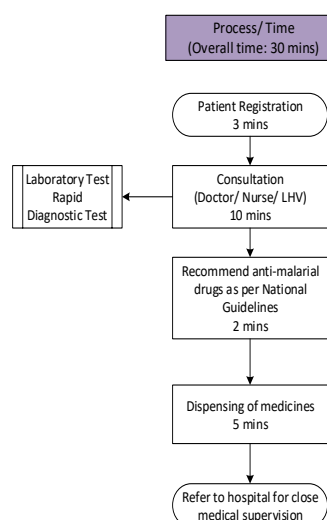 Process/ Time
(Overall time: 30 mins)
Patient Registration
3 mins
Laboratory Test
Rapid
Diagnostic Test
Consultation
(Doctor/ Nurse/ LHV)
10 mins
Recommend anti-malarial
drugs as per National
Guidelines
2 mins
Dispensing of medicines
5 mins
Refer to hospital for close
medical supervision